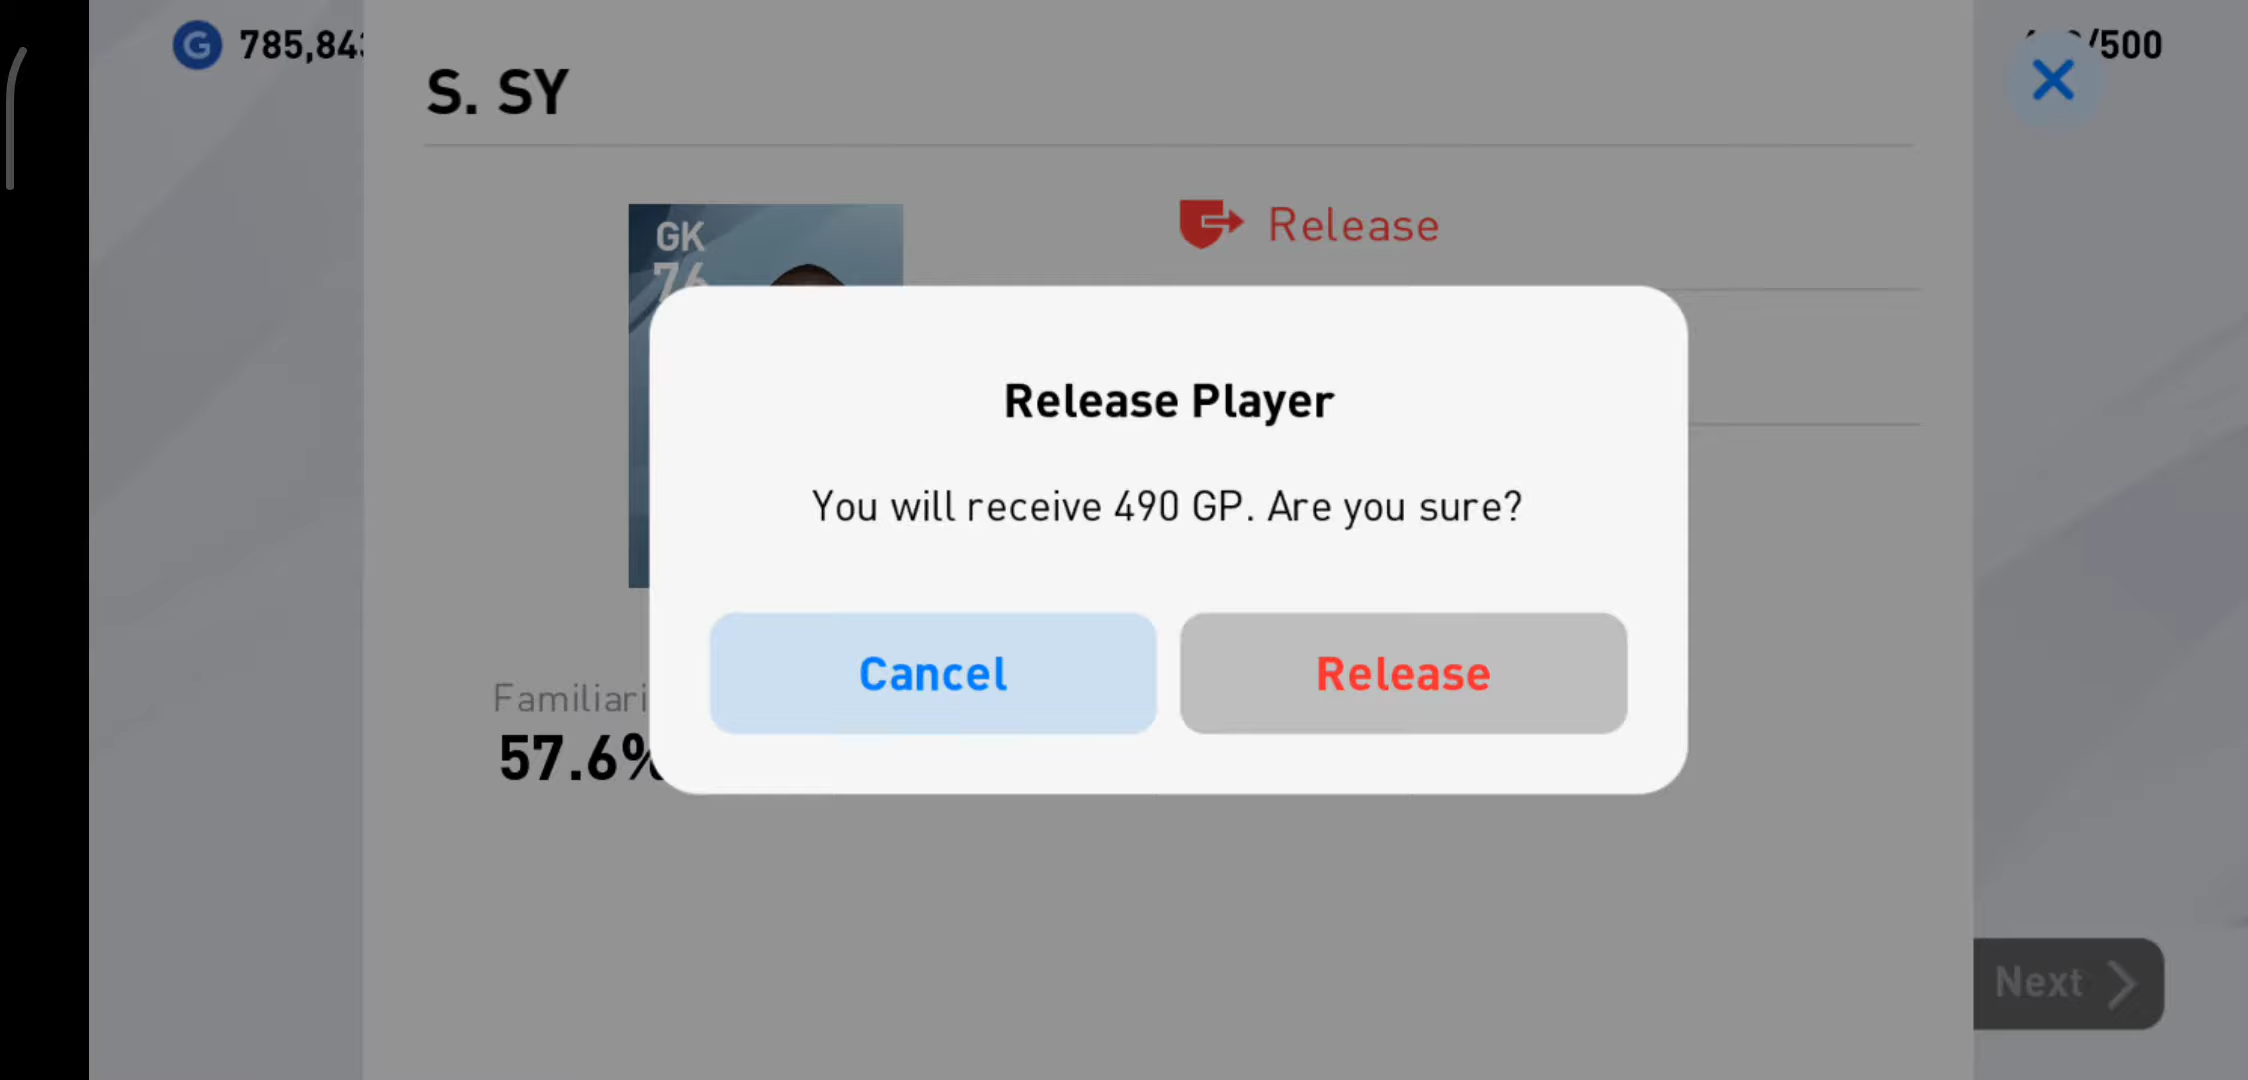 G 785,84
/500
S. SY
GK
76
Release
Release Player
You will receive 490 GP. Are you sure?
Cancel
Release
Familiari
57.6%
Next